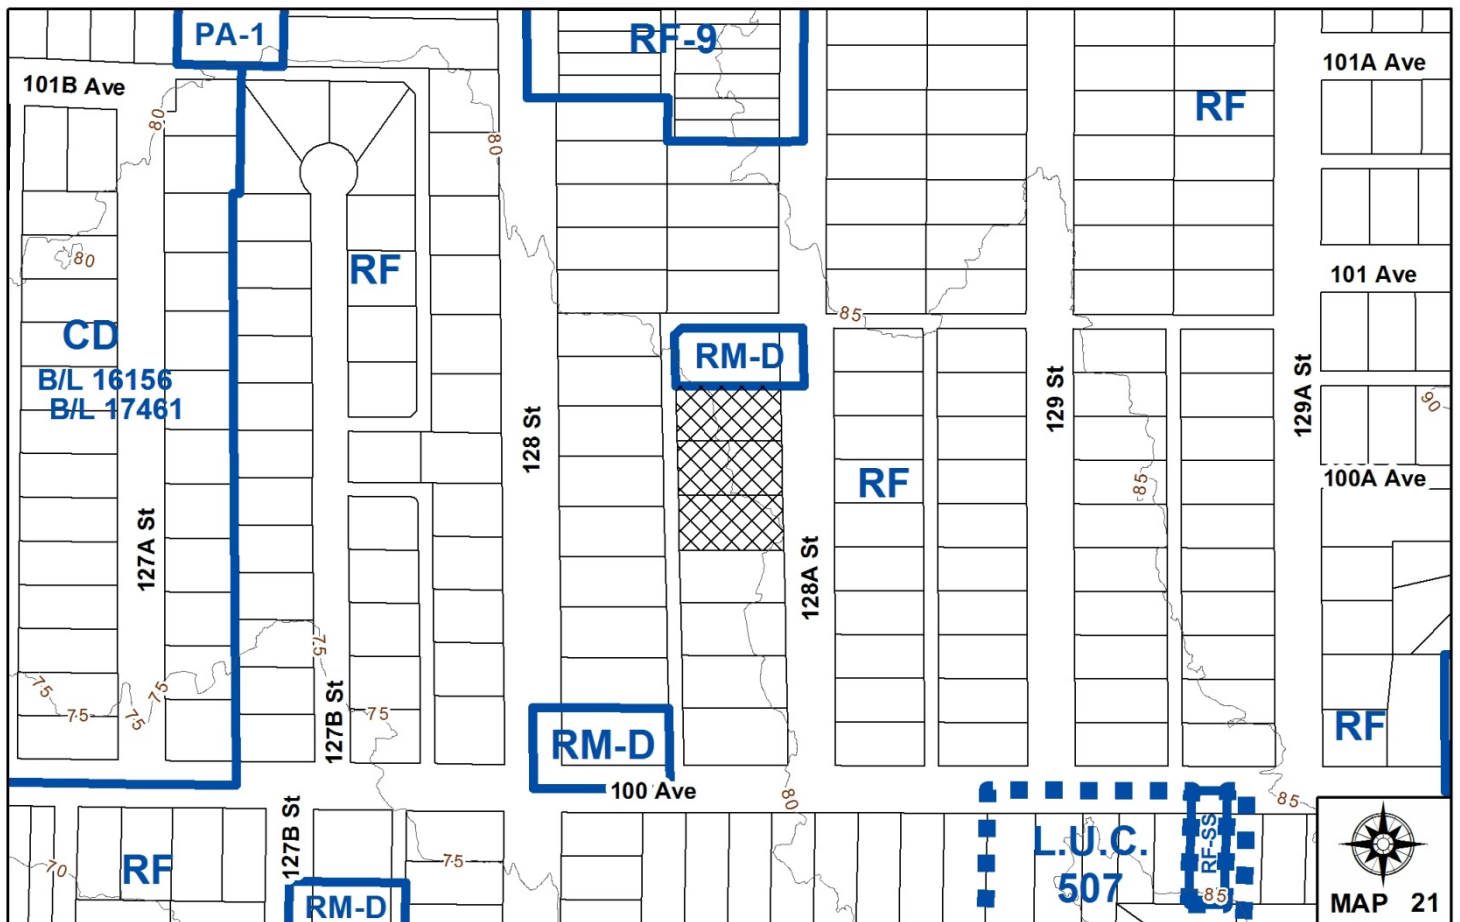 PA-1
RF-9
101B Ave
101A Ave
RF
80
80
RF
80
101 Ave
CD
85
RM-D
B/L 16156
B/L 17461
128 St
129 St
129A St
90
RF
100A Ave
85
127A St
128A St
75
75
75
75
75
75
127B St
RM-D
RF
100 Ave
80
85
127B St
L.U.C.
507
RF-SS
85
RF
70
75
RM-D
MAP 21